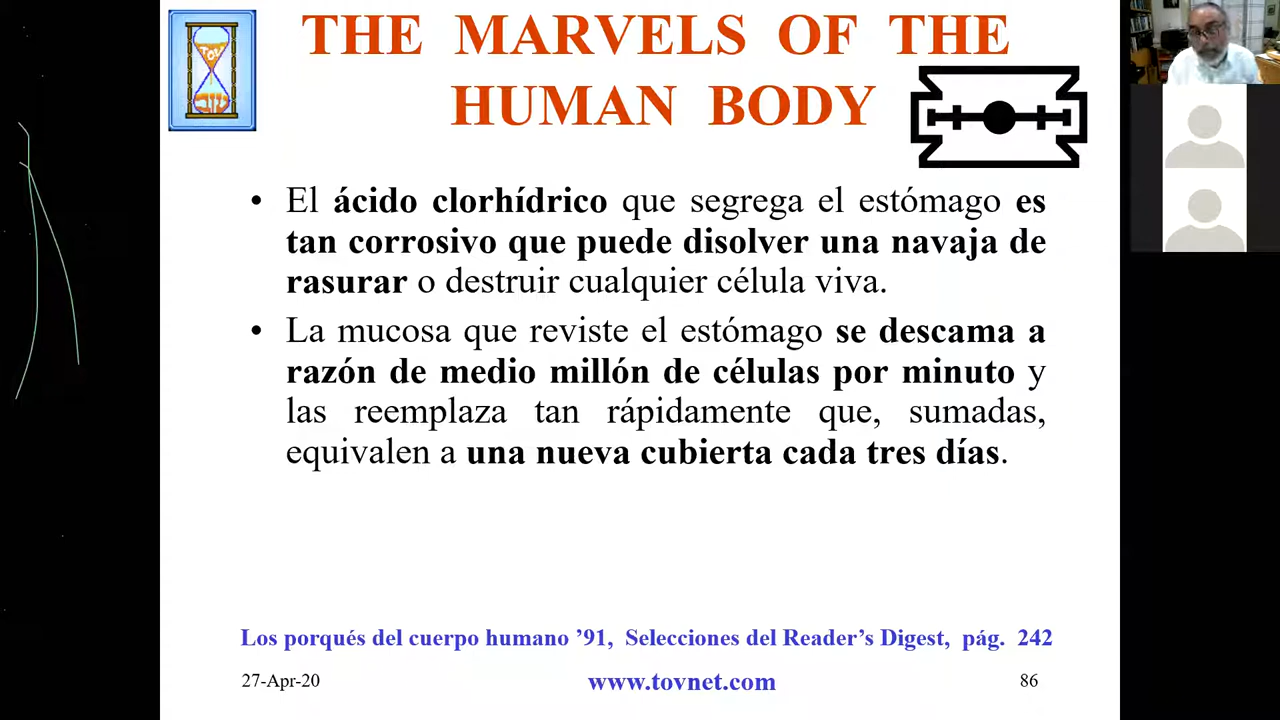 THE MARVELS OF THE
HUMAN BODY
TOV
טוב
• El ácido clorhídrico que segrega el estómago es
tan corrosivo que puede disolver una navaja de
rasurar o destruir cualquier célula viva.
• La mucosa que reviste el estómago se descama a
razón de medio millón de células por minuto y
las reemplaza tan rápidamente que, sumadas,
equivalen a una nueva cubierta cada tres días.
Los porqués del cuerpo humano ’91, Selecciones del Reader’s Digest, pág. 242
27-Apr-20
www.tovnet.com
86